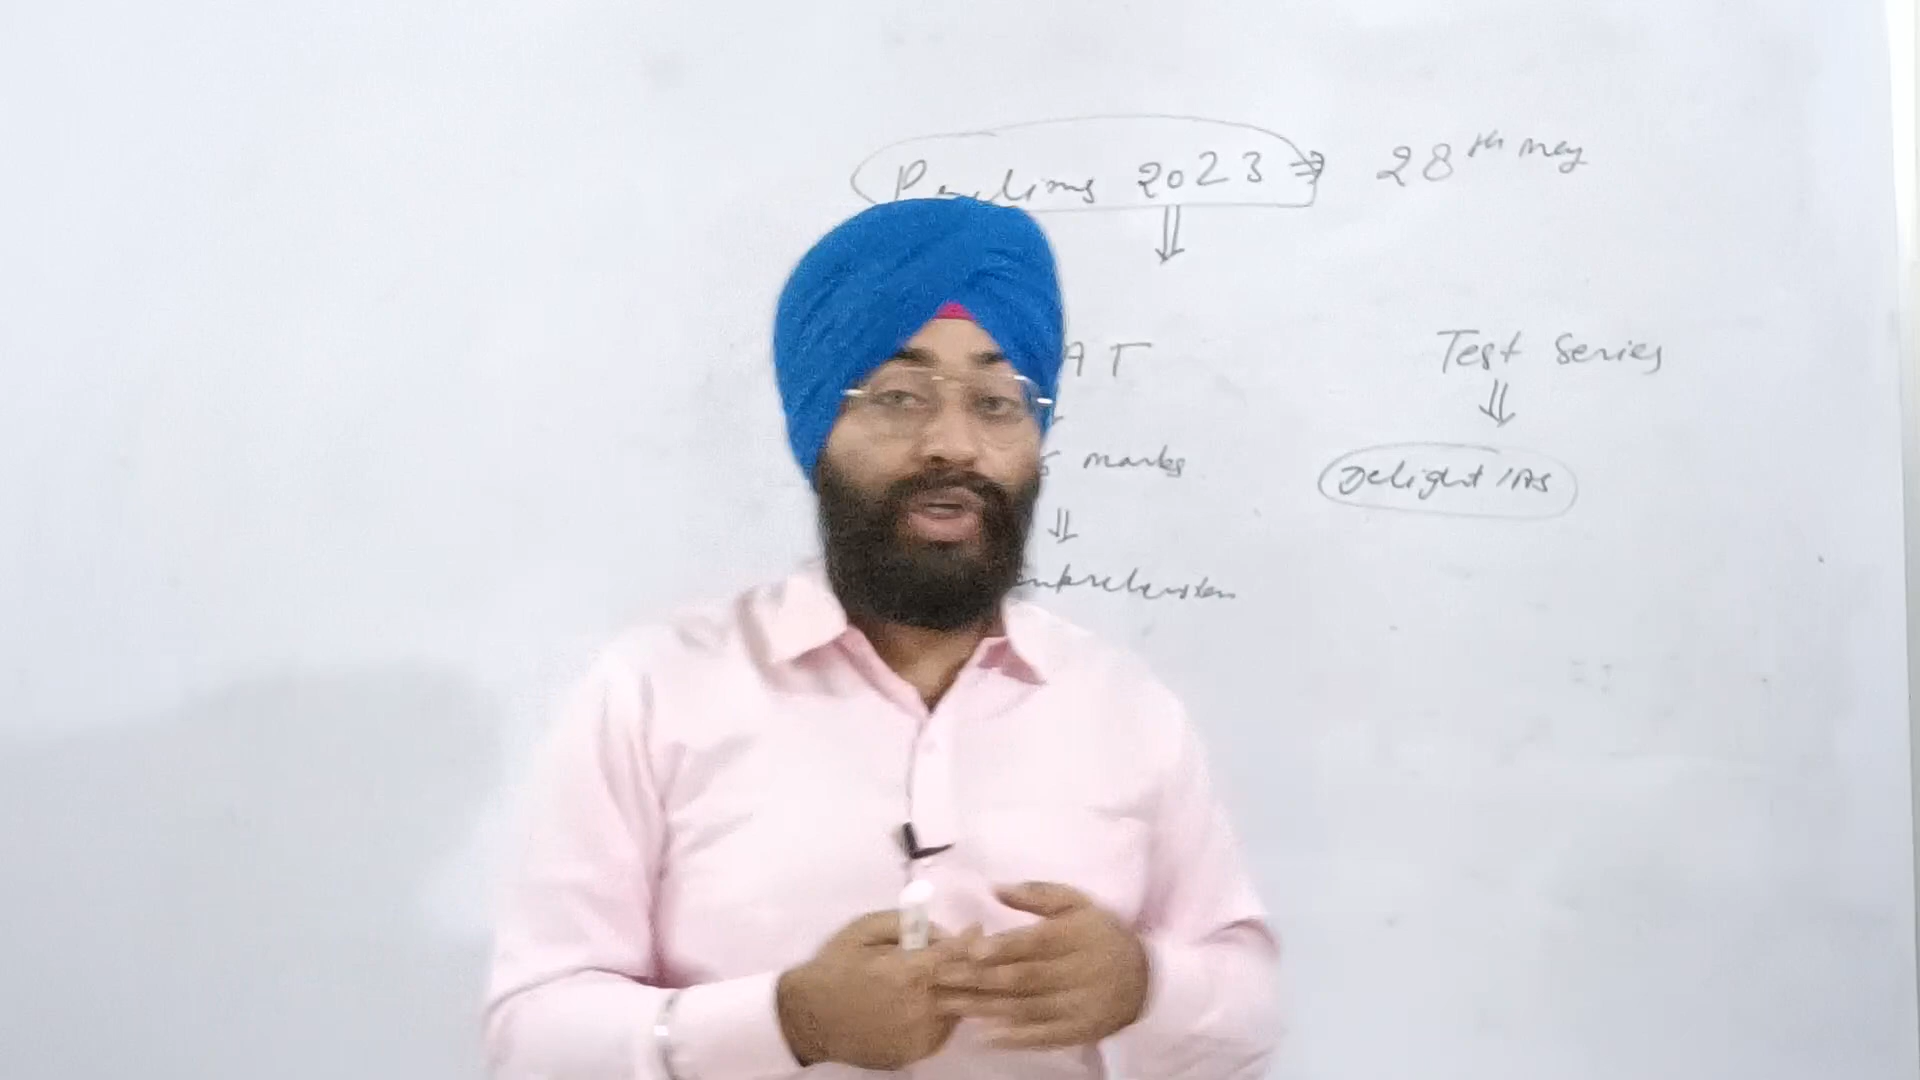 Prelims 2023 → 28th May
AT
Test Series
marks
Delight IAS